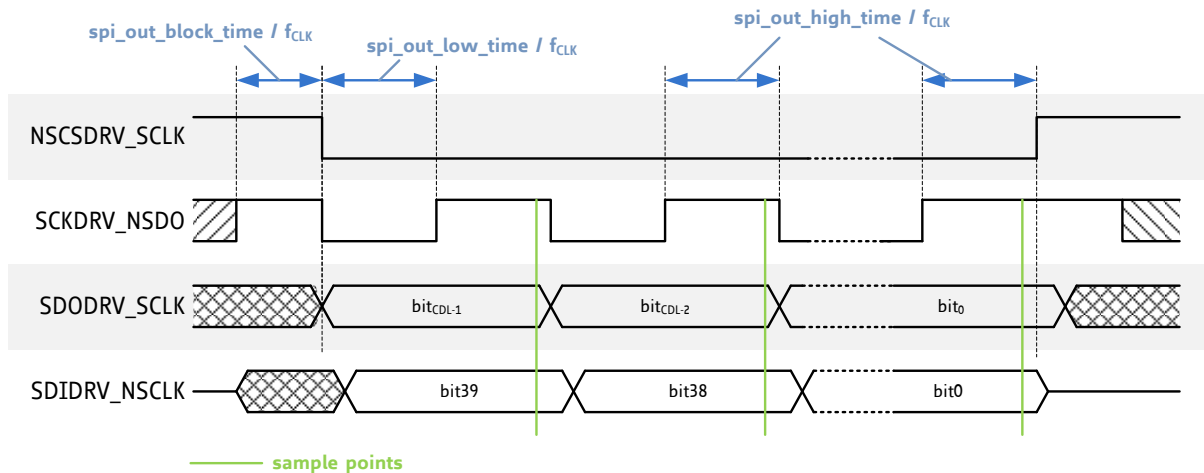 spi_out_block_time / fCLK
spi_out_high_time / fCLK
spi_out_low_time / fCLK
NSCSDRV_SCLK
SCKDRV_NSDO
SDODRV_SCLK
bitCDL-1
bitCDL-2
bit0
SDIDRV_NSCLK
bit39
bit38
bit0
sample points